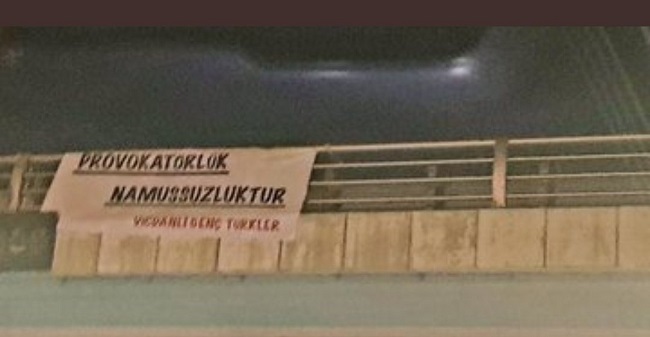 PROVOKATÖRLÜK
NAMUSSUZLUKTUR
VİCDANLI GENÇ TÜRKLER